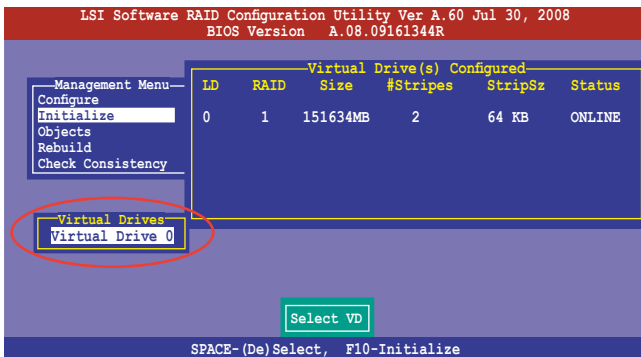 LSI Software RAID Configuration Utility Ver A.60 Jul 30, 2008
BIOS Version A.08.09161344R
Virtual Drive(s) Configured
LD RAID Size #Stripes StripSz Status
0 1 151634MB 2 64 KB ONLINE
Management Menu
Configure
Initialize
Objects
Rebuild
Check Consistency
Virtual Drives
Virtual Drive 0
Select VD
SPACE-(De)Select, F10-Initialize